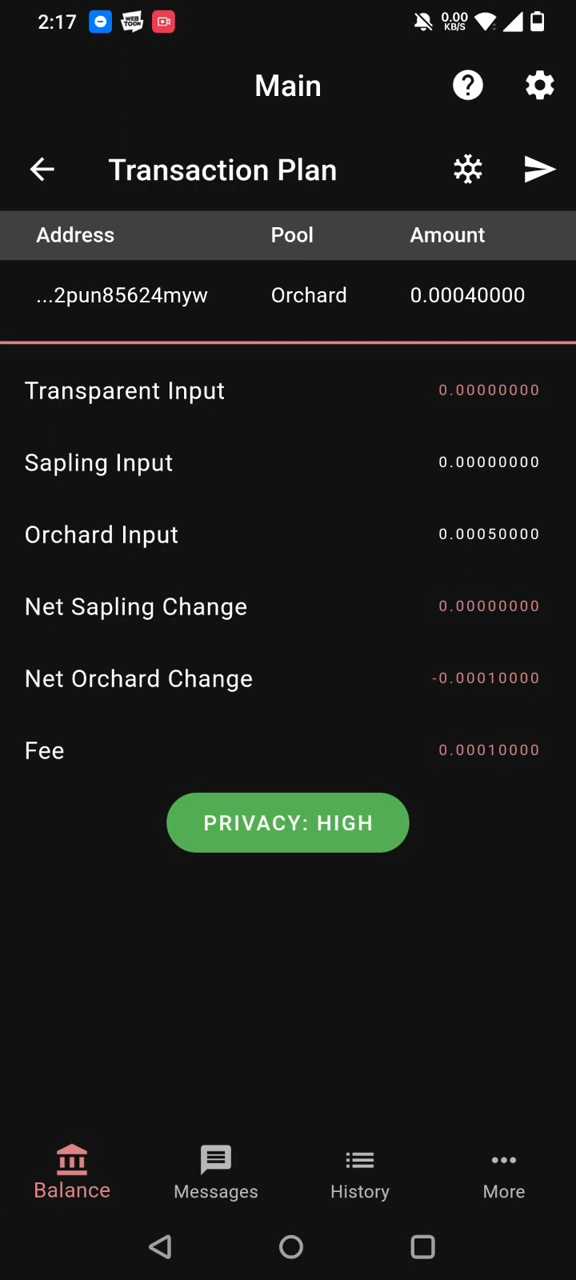 2:17
WEB
TOON
0.00
KB/S
Main
Transaction Plan
Address Pool Amount
...2pun85624myw Orchard 0.00040000
Transparent Input 0.00000000
Sapling Input 0.00000000
Orchard Input 0.00050000
Net Sapling Change 0.00000000
Net Orchard Change -0.00010000
Fee 0.00010000
PRIVACY: HIGH
Balance Messages History More